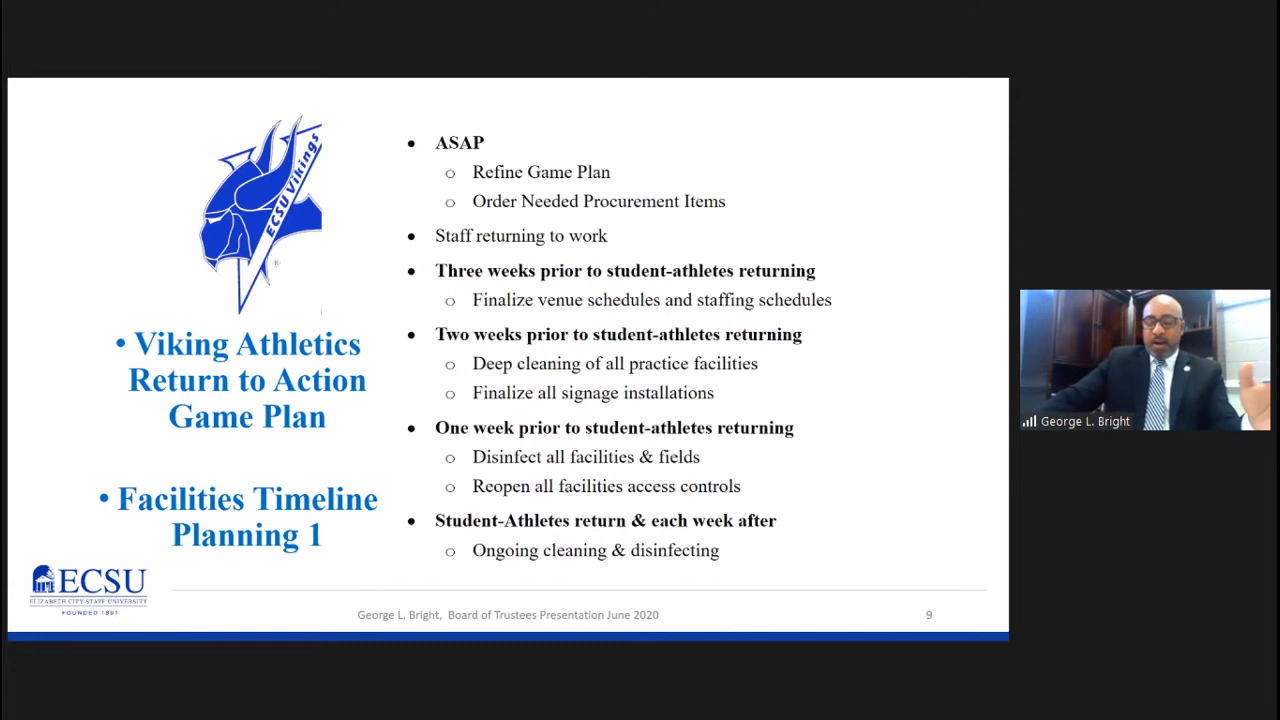 ECSU Vikings
®
• Viking Athletics
Return to Action
Game Plan
• Facilities Timeline
Planning 1
• ASAP
o Refine Game Plan
o Order Needed Procurement Items
• Staff returning to work
• Three weeks prior to student-athletes returning
o Finalize venue schedules and staffing schedules
• Two weeks prior to student-athletes returning
o Deep cleaning of all practice facilities
o Finalize all signage installations
• One week prior to student-athletes returning
o Disinfect all facilities & fields
o Reopen all facilities access controls
• Student-Athletes return & each week after
o Ongoing cleaning & disinfecting
ECSU
ELIZABETH CITY STATE UNIVERSITY
FOUNDED 1891
George L. Bright, Board of Trustees Presentation June 2020
9
George L. Bright